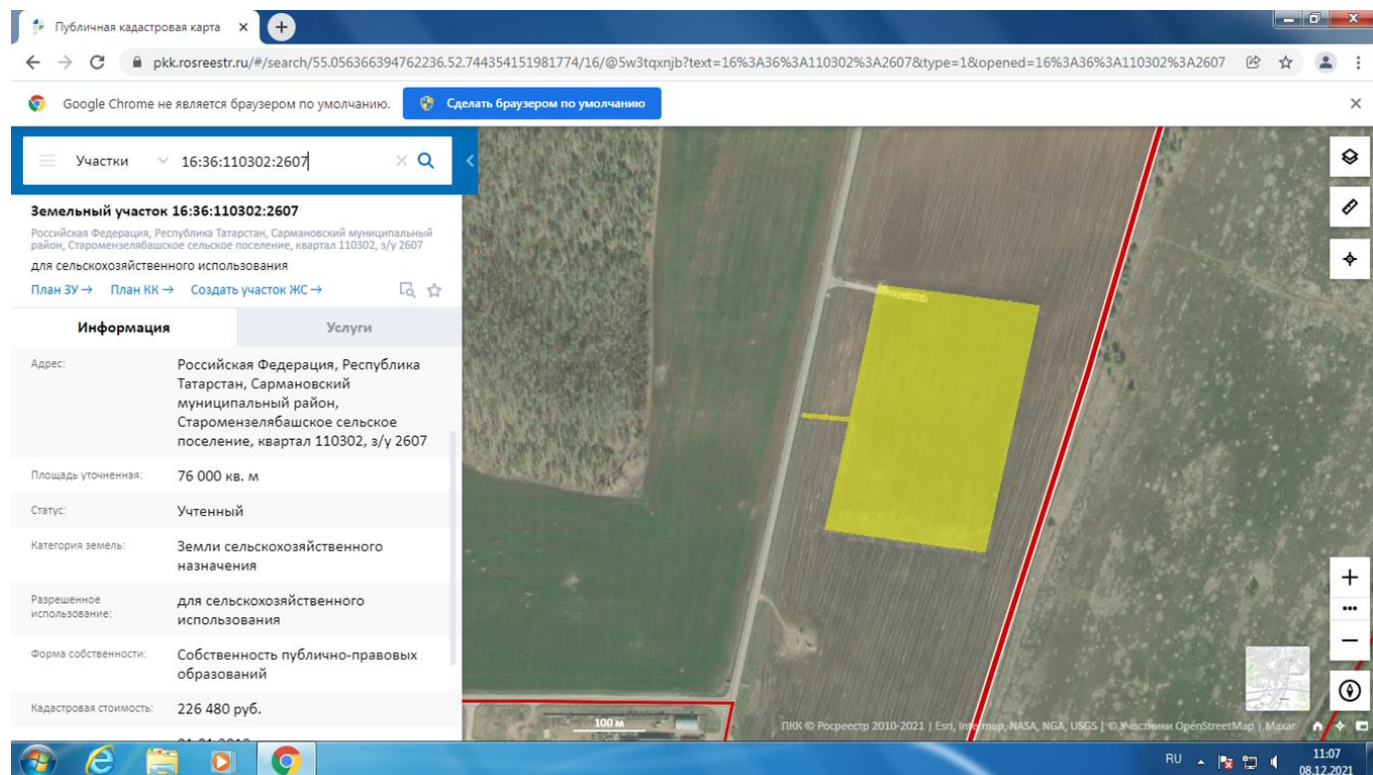 Публичная кадастровая карта
pkk.rosreestr.ru/#/search/55.056366394762236,52.744354151981774/16/@5w3tqxnjb?text=16%3A36%3A110302%3A2607&type=1&opened=16%3A36%3A110302%3A2607
Google Chrome не является браузером по умолчанию.
Сделать браузером по умолчанию
Участки
16:36:110302:2607
Земельный участок 16:36:110302:2607
Российская Федерация, Республика Татарстан, Сармановский муниципальный
район, Староменzелябашское сельское поселение, квартал 110302, з/у 2607
для сельскохозяйственного использования
План ЗУ → План КК → Создать участок ЖС →
Информация
Услуги
Адрес:
Российская Федерация, Республика
Татарстан, Сармановский
муниципальный район,
Староменzелябашское сельское
поселение, квартал 110302, з/у 2607
Площадь уточненная:
76 000 кв. м
Статус:
Учтенный
Категория земель:
Земли сельскохозяйственного
назначения
Разрешенное
использование:
для сельскохозяйственного
использования
Форма собственности:
Собственность публично-правовых
образований
Кадастровая стоимость:
226 480 руб.
100 м
ПКК © Росреестр 2010-2021 | Esri, Intermap, NASA, NGA, USGS | © Участники OpenStreetMap | Maxar
RU
11:07
08.12.2021